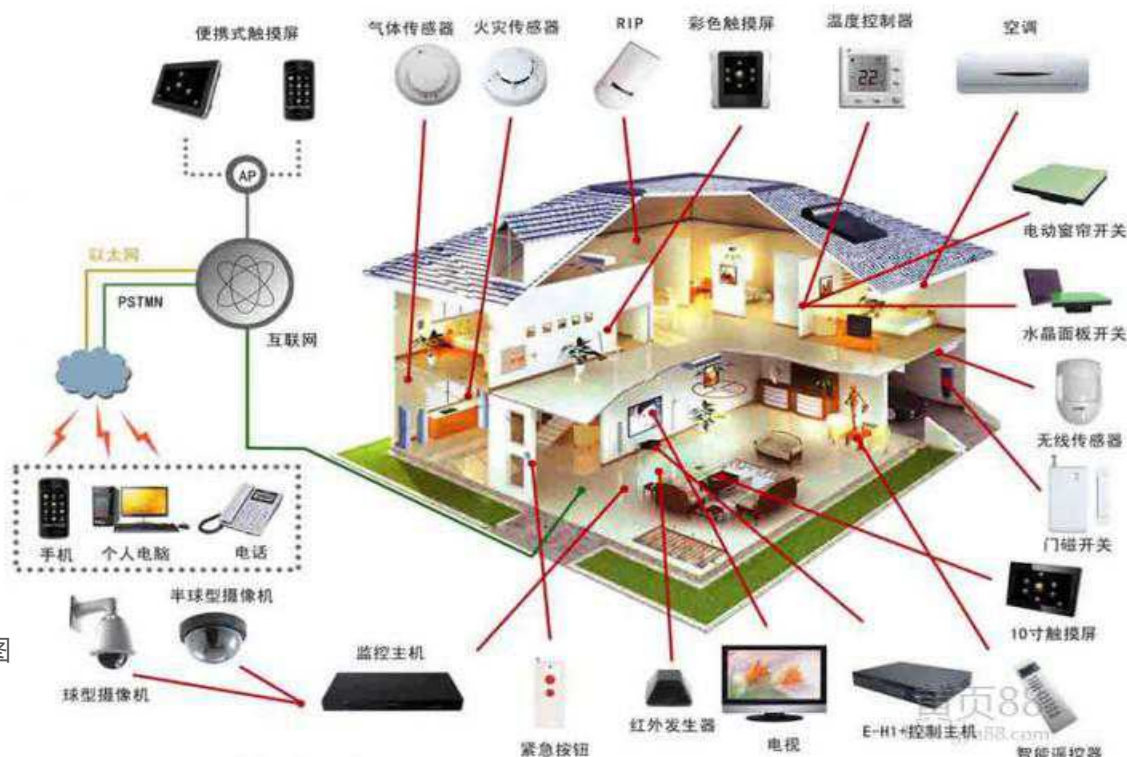 便携式触摸屏
气体传感器
火灾传感器
RIP
彩色触摸屏
温度控制器
空调
22
AP
电动窗帘开关
以太网
PSTMN
互联网
水晶面板开关
无线传感器
手机
个人电脑
电话
门磁开关
半球型摄像机
10寸触摸屏
图
监控主机
球型摄像机
红外发生器
电视
E-H1+控制主机
黄页88
紧急按钮
智能遥控器